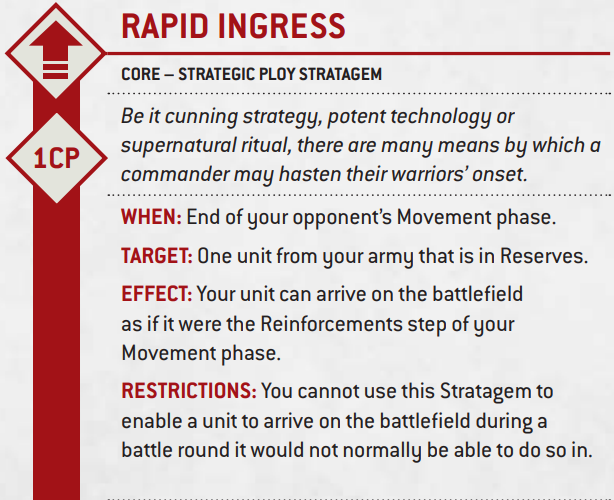 RAPID INGRESS
CORE – STRATEGIC PLOY STRATAGEM
Be it cunning strategy, potent technology or
supernatural ritual, there are many means by which a
commander may hasten their warriors’ onset.
1CP
WHEN: End of your opponent’s Movement phase.
TARGET: One unit from your army that is in Reserves.
EFFECT: Your unit can arrive on the battlefield
as if it were the Reinforcements step of your
Movement phase.
RESTRICTIONS: You cannot use this Stratagem to
enable a unit to arrive on the battlefield during a
battle round it would not normally be able to do so in.